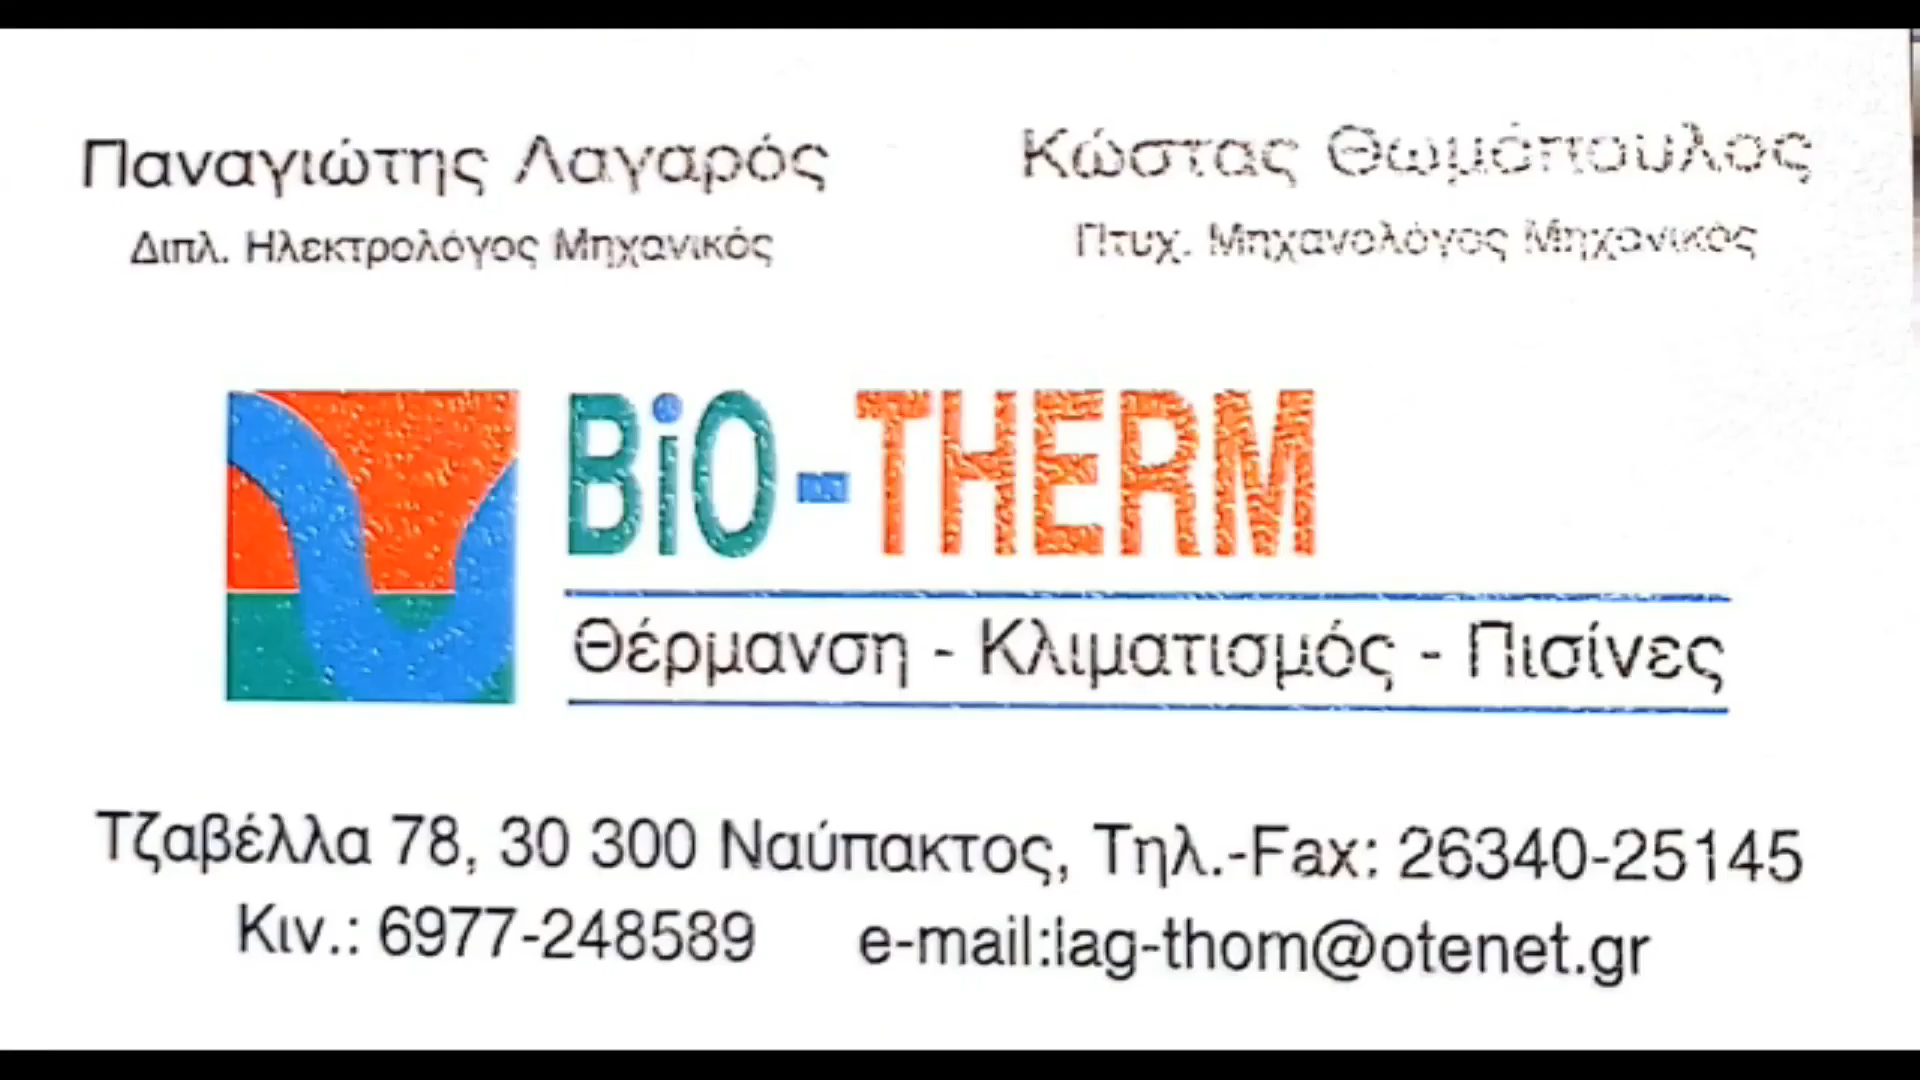 Παναγιώτης Λαγαρός
Διπλ. Ηλεκτρολόγος Μηχανικός
Κώστας Θωμόπουλος
Πτυχ. Μηχανολόγος Μηχανικός
BiO-THERM
Θέρμανση - Κλιματισμός - Πισίνες
Τζαβέλλα 78, 30 300 Ναύπακτος, Τηλ.-Fax: 26340-25145
Κιν.: 6977-248589 e-mail:lag-thom@otenet.gr